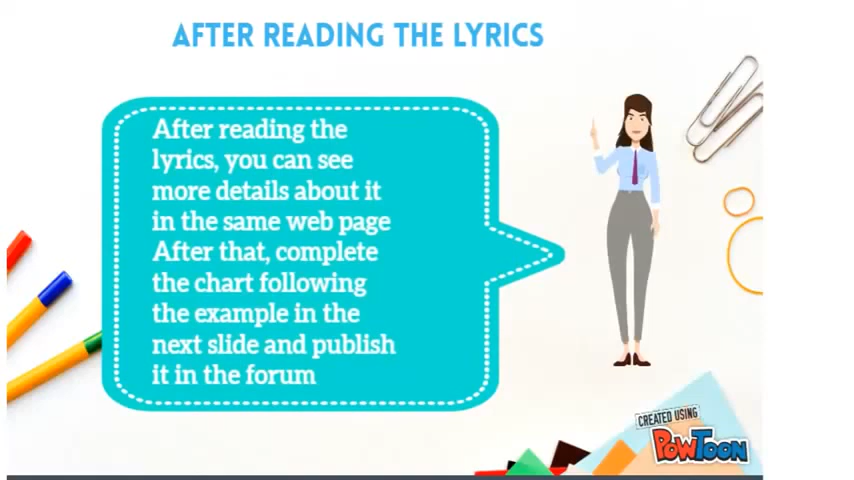 AFTER READING THE LYRICS
After reading the
lyrics, you can see
more details about it
in the same web page
After that, complete
the chart following
the example in the
next slide and publish
it in the forum
CREATED USING
PowToon